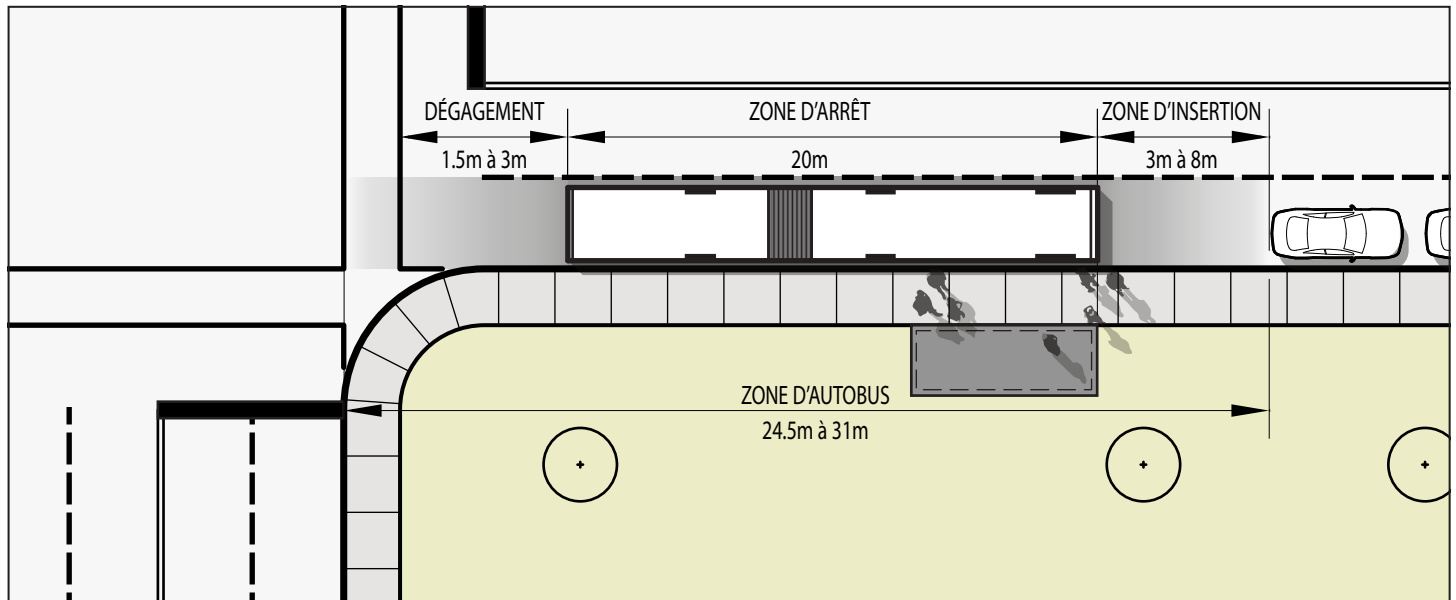 DÉGAGEMENT
ZONE D'ARRÊT
ZONE D'INSERTION
1.5m à 3m
20m
3m à 8m
ZONE D'AUTOBUS
24.5m à 31m